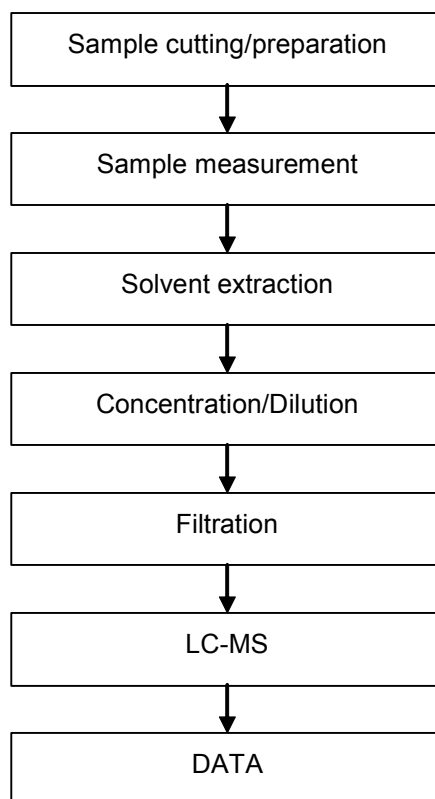 Sample cutting/preparation
Sample measurement
Solvent extraction
Concentration/Dilution
Filtration
LC-MS
DATA